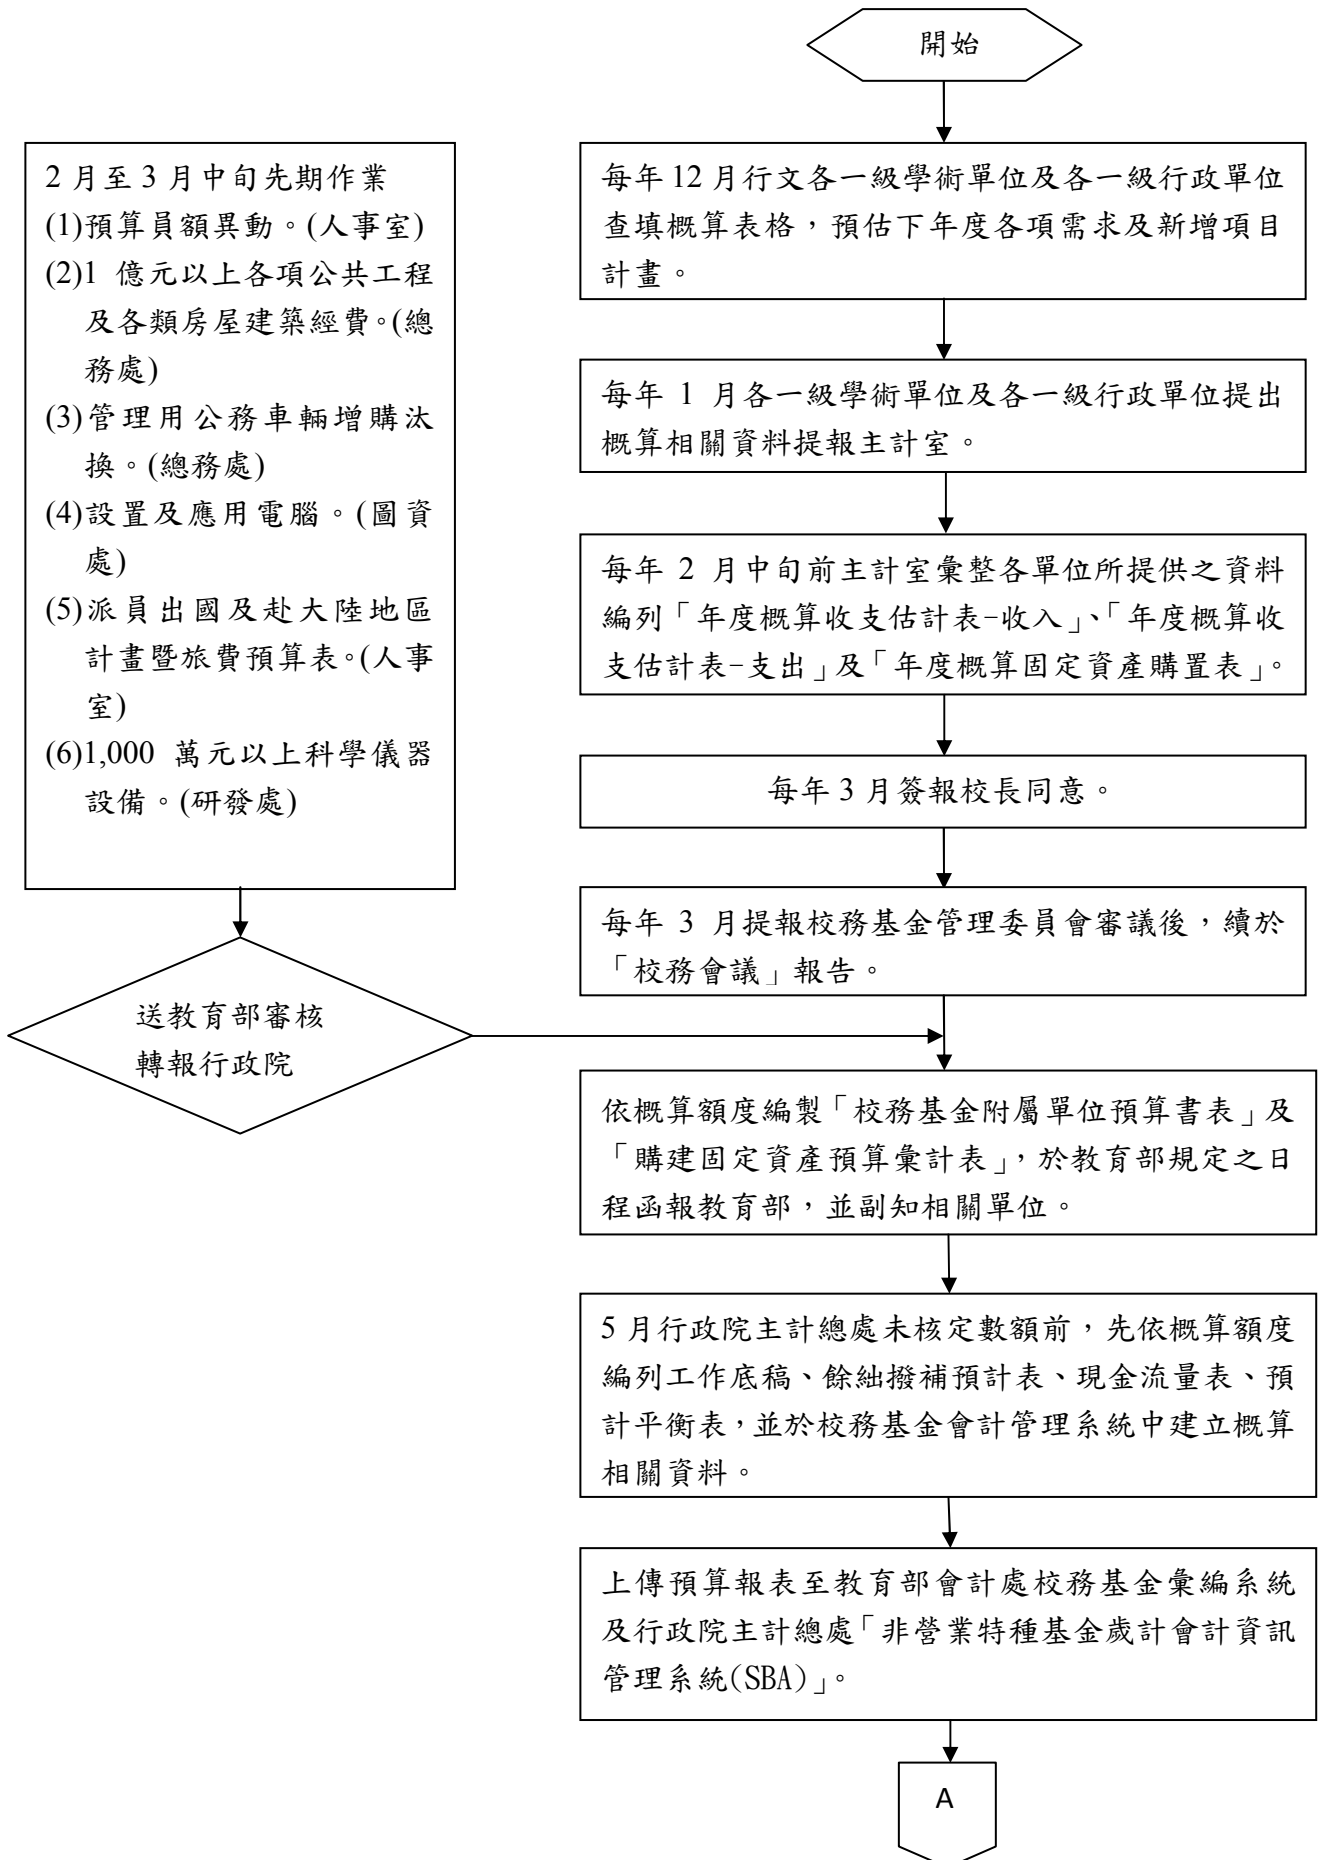 開始
2 月至 3 月中旬先期作業
(1)預算員額異動。(人事室)
(2)1 億元以上各項公共工程
及各類房屋建築經費。(總
務處)
(3)管理用公務車輛增購汰
換。(總務處)
(4)設置及應用電腦。(圖資
處)
(5)派員出國及赴大陸地區
計畫暨旅費預算表。(人事
室)
(6)1,000 萬元以上科學儀器
設備。(研發處)
送教育部審核
轉報行政院
每年 12 月行文各一級學術單位及各一級行政單位
查填概算表格，預估下年度各項需求及新增項目
計畫。
每年 1 月各一級學術單位及各一級行政單位提出
概算相關資料提報主計室。
每年 2 月中旬前主計室彙整各單位所提供之資料
編列「年度概算收支估計表-收入」、「年度概算收
支估計表-支出」及「年度概算固定資產購置表」。
每年 3 月簽報校長同意。
每年 3 月提報校務基金管理委員會審議後，續於
「校務會議」報告。
依概算額度編製「校務基金附屬單位預算書表」及
「購建固定資產預算彙計表」，於教育部規定之日
程函報教育部，並副知相關單位。
5 月行政院主計總處未核定數額前，先依概算額度
編列工作底稿、餘絀撥補預計表、現金流量表、預
計平衡表，並於校務基金會計管理系統中建立概算
相關資料。
上傳預算報表至教育部會計處校務基金彙編系統
及行政院主計總處「非營業特種基金歲計會計資訊
管理系統(SBA)」。
A